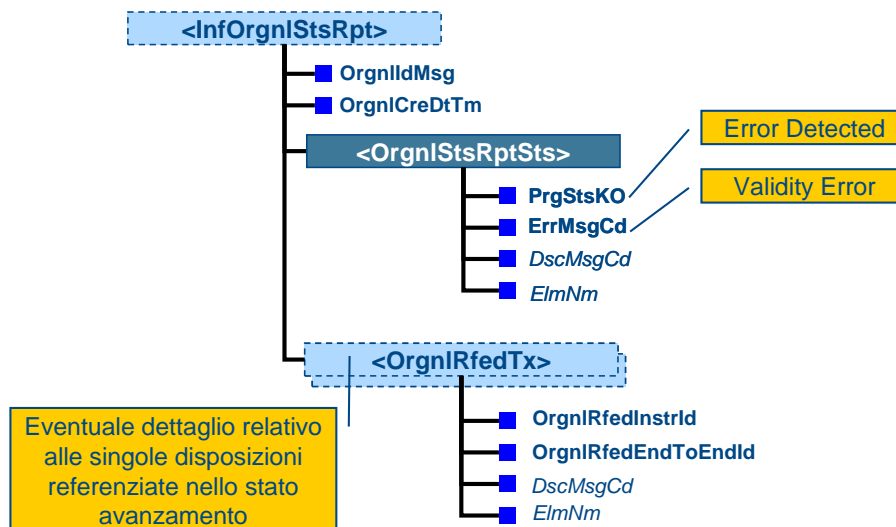 <InfOrgnlStsRpt>
OrgnlIdMsg
OrgnlCreDtTm
Error Detected
<OrgnlStsRptSts>
Validity Error
PrgStsKO
ErrMsgCd
DscMsgCd
ElmNm
<OrgnlRfedTx>
OrgnlRfedInstrId
OrgnlRfedEndToEndId
DscMsgCd
ElmNm
Eventuale dettaglio relativo
alle singole disposizioni
referenziate nello stato
avanzamento